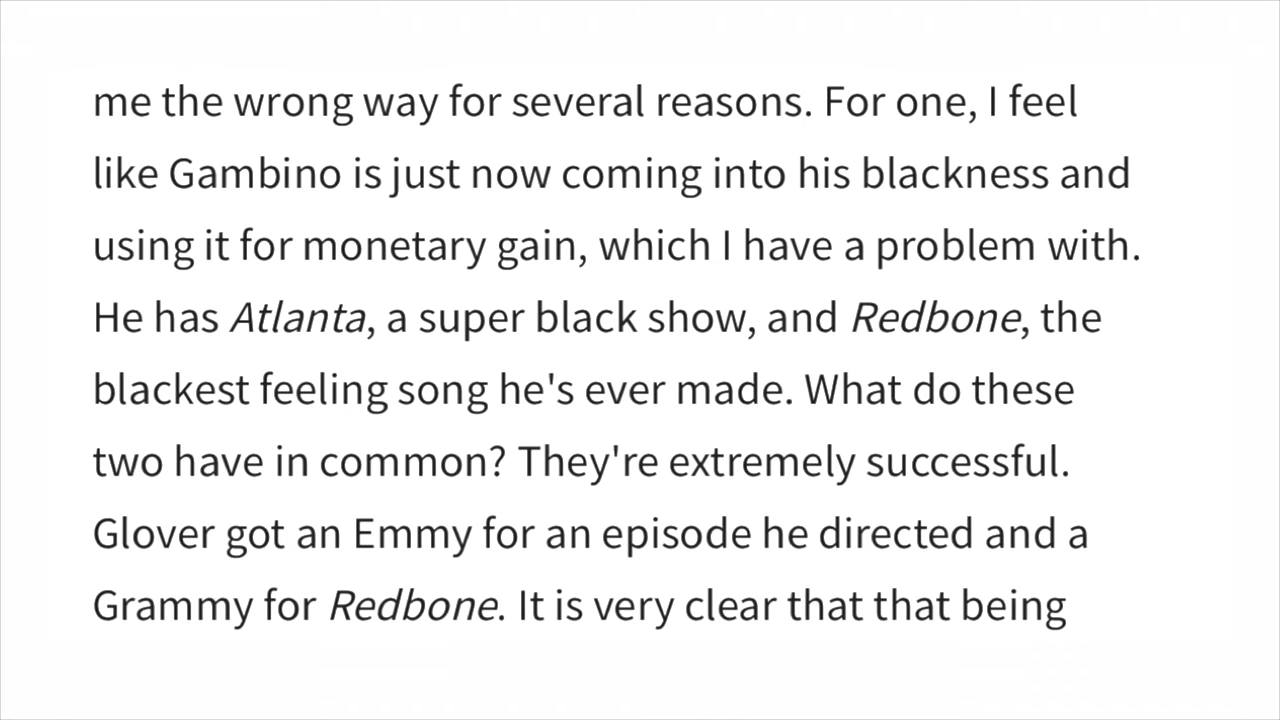 me the wrong way for several reasons. For one, I feel
like Gambino is just now coming into his blackness and
using it for monetary gain, which I have a problem with.
He has Atlanta, a super black show, and Redbone, the
blackest feeling song he's ever made. What do these
two have in common? They're extremely successful.
Glover got an Emmy for an episode he directed and a
Grammy for Redbone. It is very clear that that being